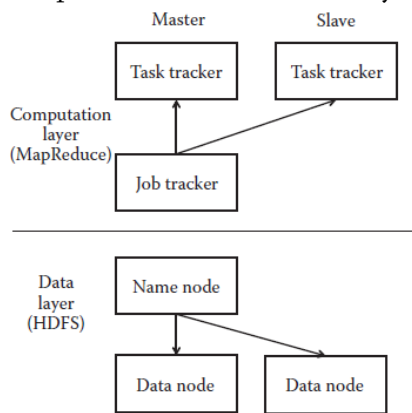 Master
Slave
Task tracker
Task tracker
Computation
layer
(MapReduce)
Job tracker
Data
layer
(HDFS)
Name node
Data node
Data node